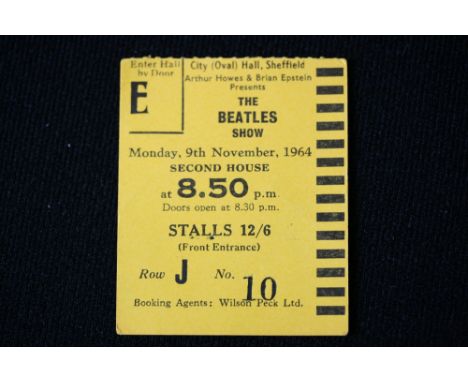 Enter Hall
by Door
E
City (Oval) Hall, Sheffield
Arthur Howes & Brian Epstein
Presents
THE
BEATLES
SHOW
Monday, 9th November, 1964
SECOND HOUSE
at 8.50 p.m.
Doors open at 8.30 p.m.
STALLS 12/6
(Front Entrance)
Row J No. 10
Booking Agents: Wilson Peck Ltd.